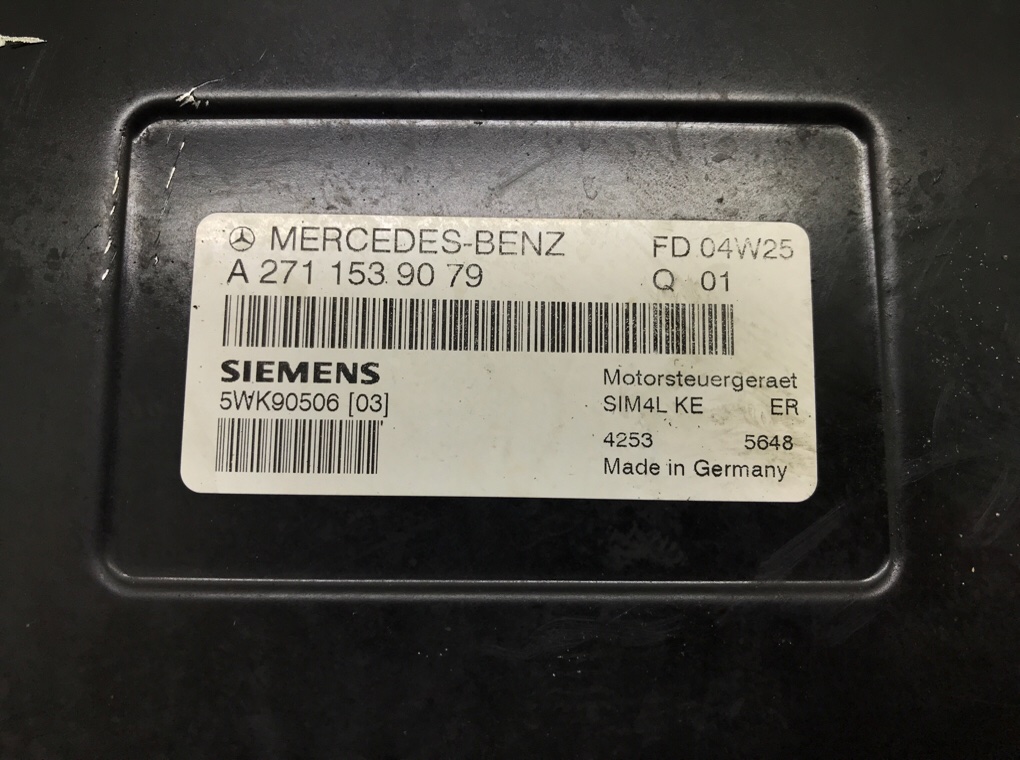 MERCEDES-BENZ FD 04W25
A 271 153 90 79 Q 01
SIEMENS
5WK90506 [03]
Motorsteuergeraet
SIM4L KE ER
4253 5648
Made in Germany